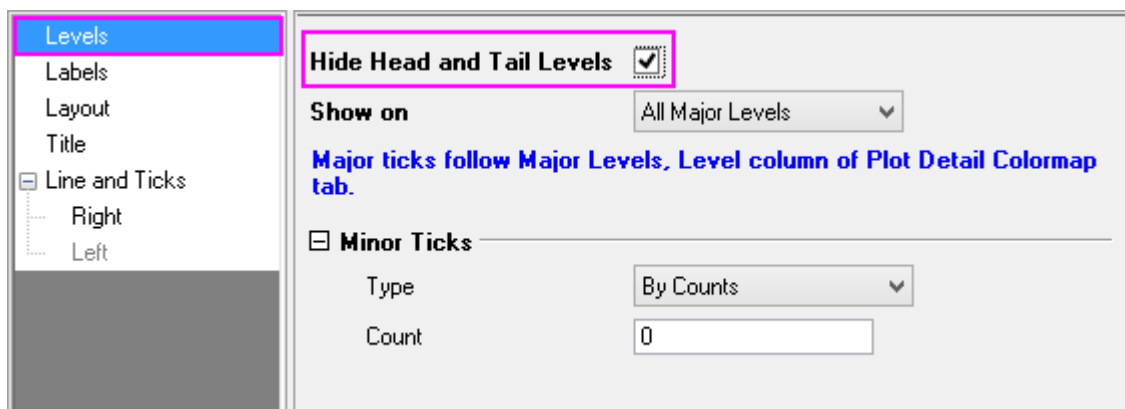 Levels
Labels
Layout
Title
Line and Ticks
Right
Left
Hide Head and Tail Levels
Show on All Major Levels
Major ticks follow Major Levels, Level column of Plot Detail Colormap
tab.
Minor Ticks
Type By Counts
Count 0